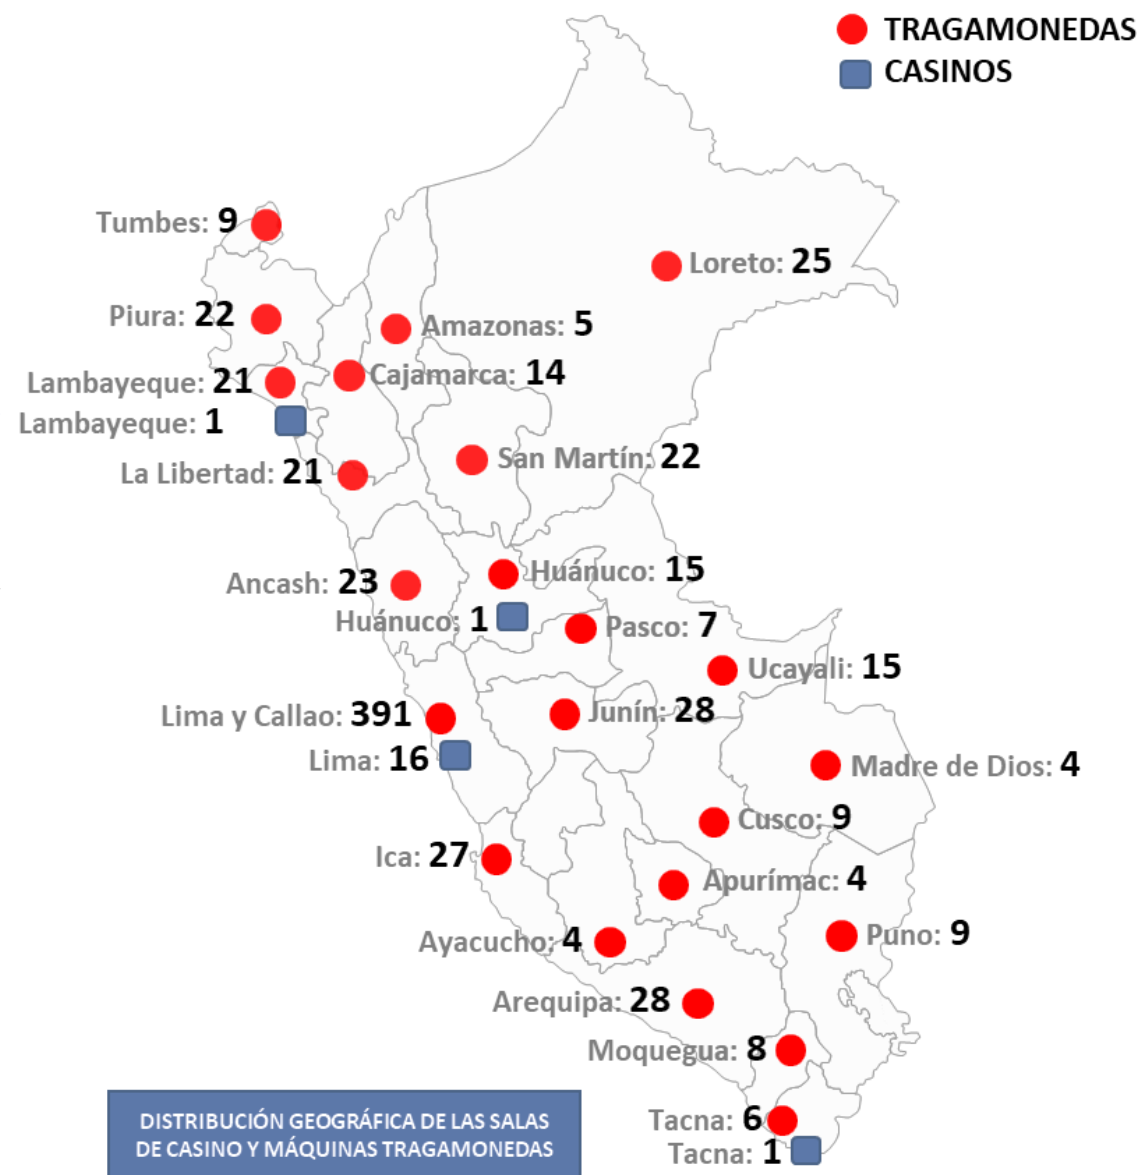 TRAGAMONEDAS
CASINOS
Tumbes: 9
Loreto: 25
Piura: 22
Amazonas: 5
Cajamarca: 14
Lambayeque: 21
Lambayeque: 1
San Martín: 22
La Libertad: 21
Huánuco: 15
Ancash: 23
Huánuco: 1
Pasco: 7
Ucayali: 15
Lima y Callao: 391
Junín: 28
Lima: 16
Madre de Dios: 4
Cusco: 9
Ica: 27
Apurímac: 4
Puno: 9
Ayacucho: 4
Arequipa: 28
Moquegua: 8
Tacna: 6
Tacna: 1
DISTRIBUCIÓN GEOGRÁFICA DE LAS SALAS
DE CASINO Y MÁQUINAS TRAGAMONEDAS